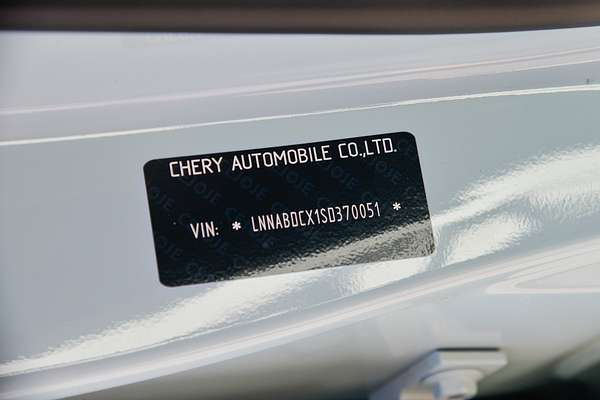 CHERY AUTOMOBILE CO.,LTD.
VIN: * LNNABDCX1SD370051 *